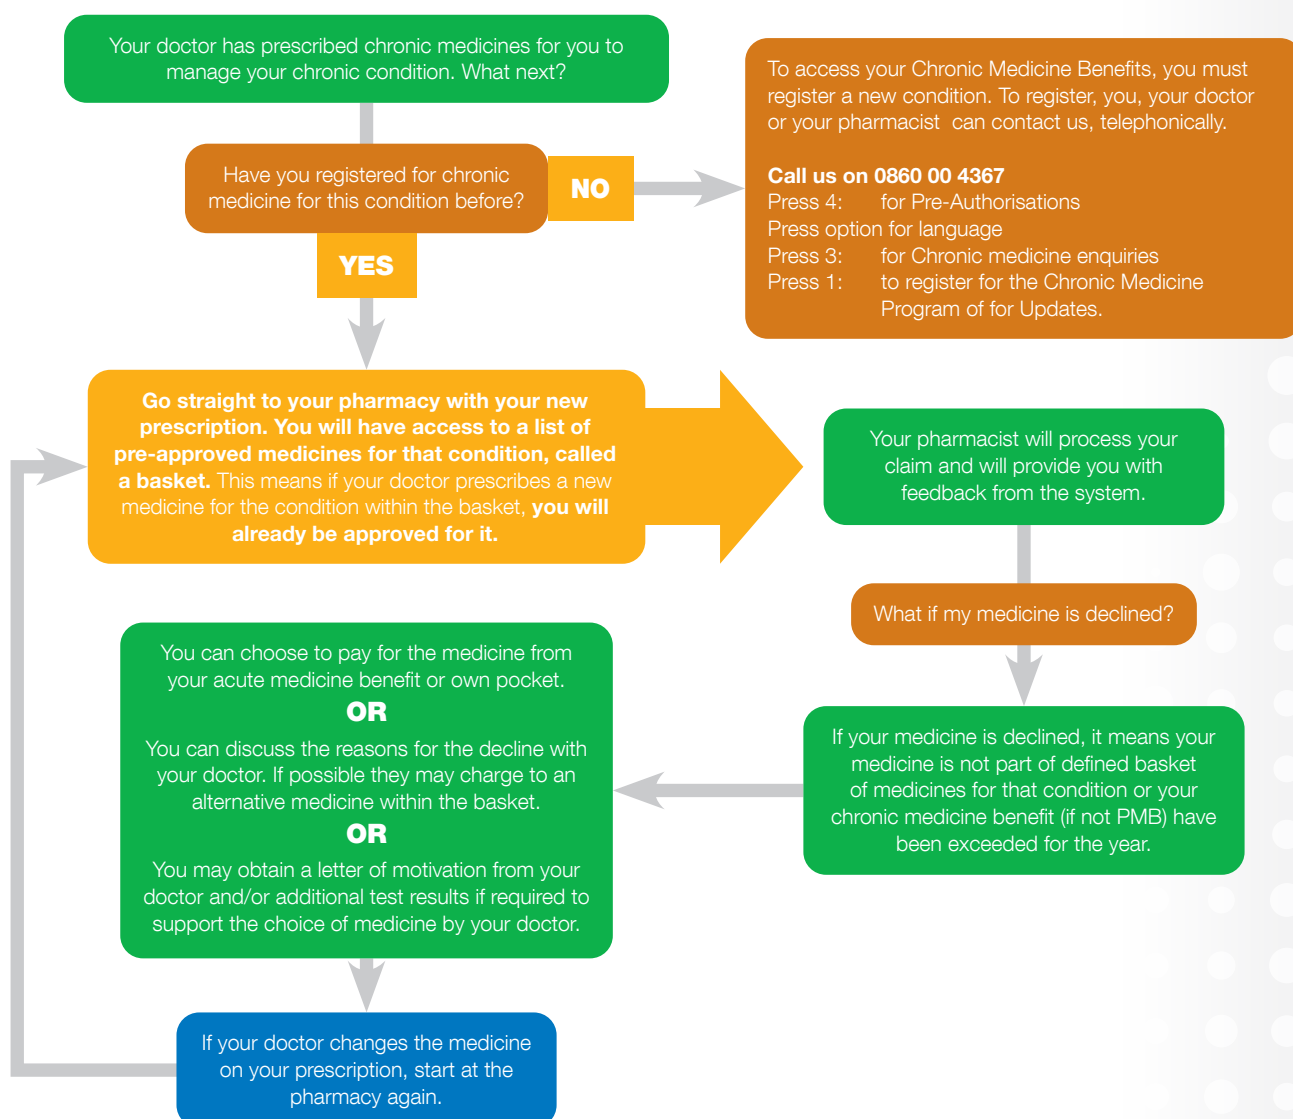 Your doctor has prescribed chronic medicines for you to
manage your chronic condition. What next?
Have you registered for chronic
medicine for this condition before?
NO
YES
To access your Chronic Medicine Benefits, you must
register a new condition. To register, you, your doctor
or your pharmacist can contact us, telephonically.
Call us on 0860 00 4367
Press 4: for Pre-Authorisations
Press option for language
Press 3: for Chronic medicine enquiries
Press 1: to register for the Chronic Medicine
Program of for Updates.
Go straight to your pharmacy with your new
prescription. You will have access to a list of
pre-approved medicines for that condition, called
a basket. This means if your doctor prescribes a new
medicine for the condition within the basket, you will
already be approved for it.
Your pharmacist will process your
claim and will provide you with
feedback from the system.
What if my medicine is declined?
If your medicine is declined, it means your
medicine is not part of defined basket
of medicines for that condition or your
chronic medicine benefit (if not PMB) have
been exceeded for the year.
You can choose to pay for the medicine from
your acute medicine benefit or own pocket.
OR
You can discuss the reasons for the decline with
your doctor. If possible they may charge to an
alternative medicine within the basket.
OR
You may obtain a letter of motivation from your
doctor and/or additional test results if required to
support the choice of medicine by your doctor.
If your doctor changes the medicine
on your prescription, start at the
pharmacy again.